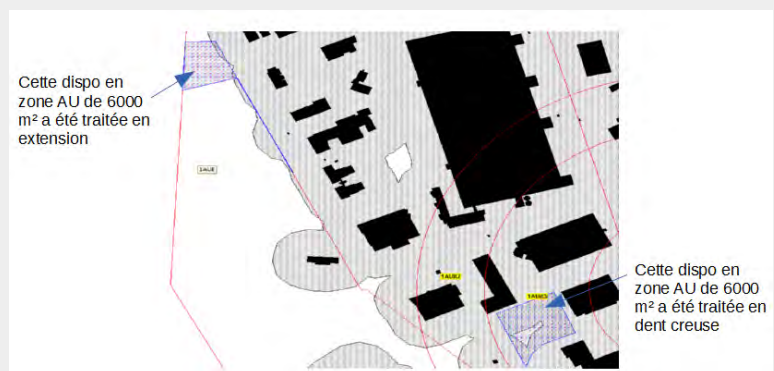 Cette dispo en
zone AU de 6000
m² a été traitée en
extension
1AUB2
Cette dispo en
zone AU de 6000
m² a été traitée en
dent creuse